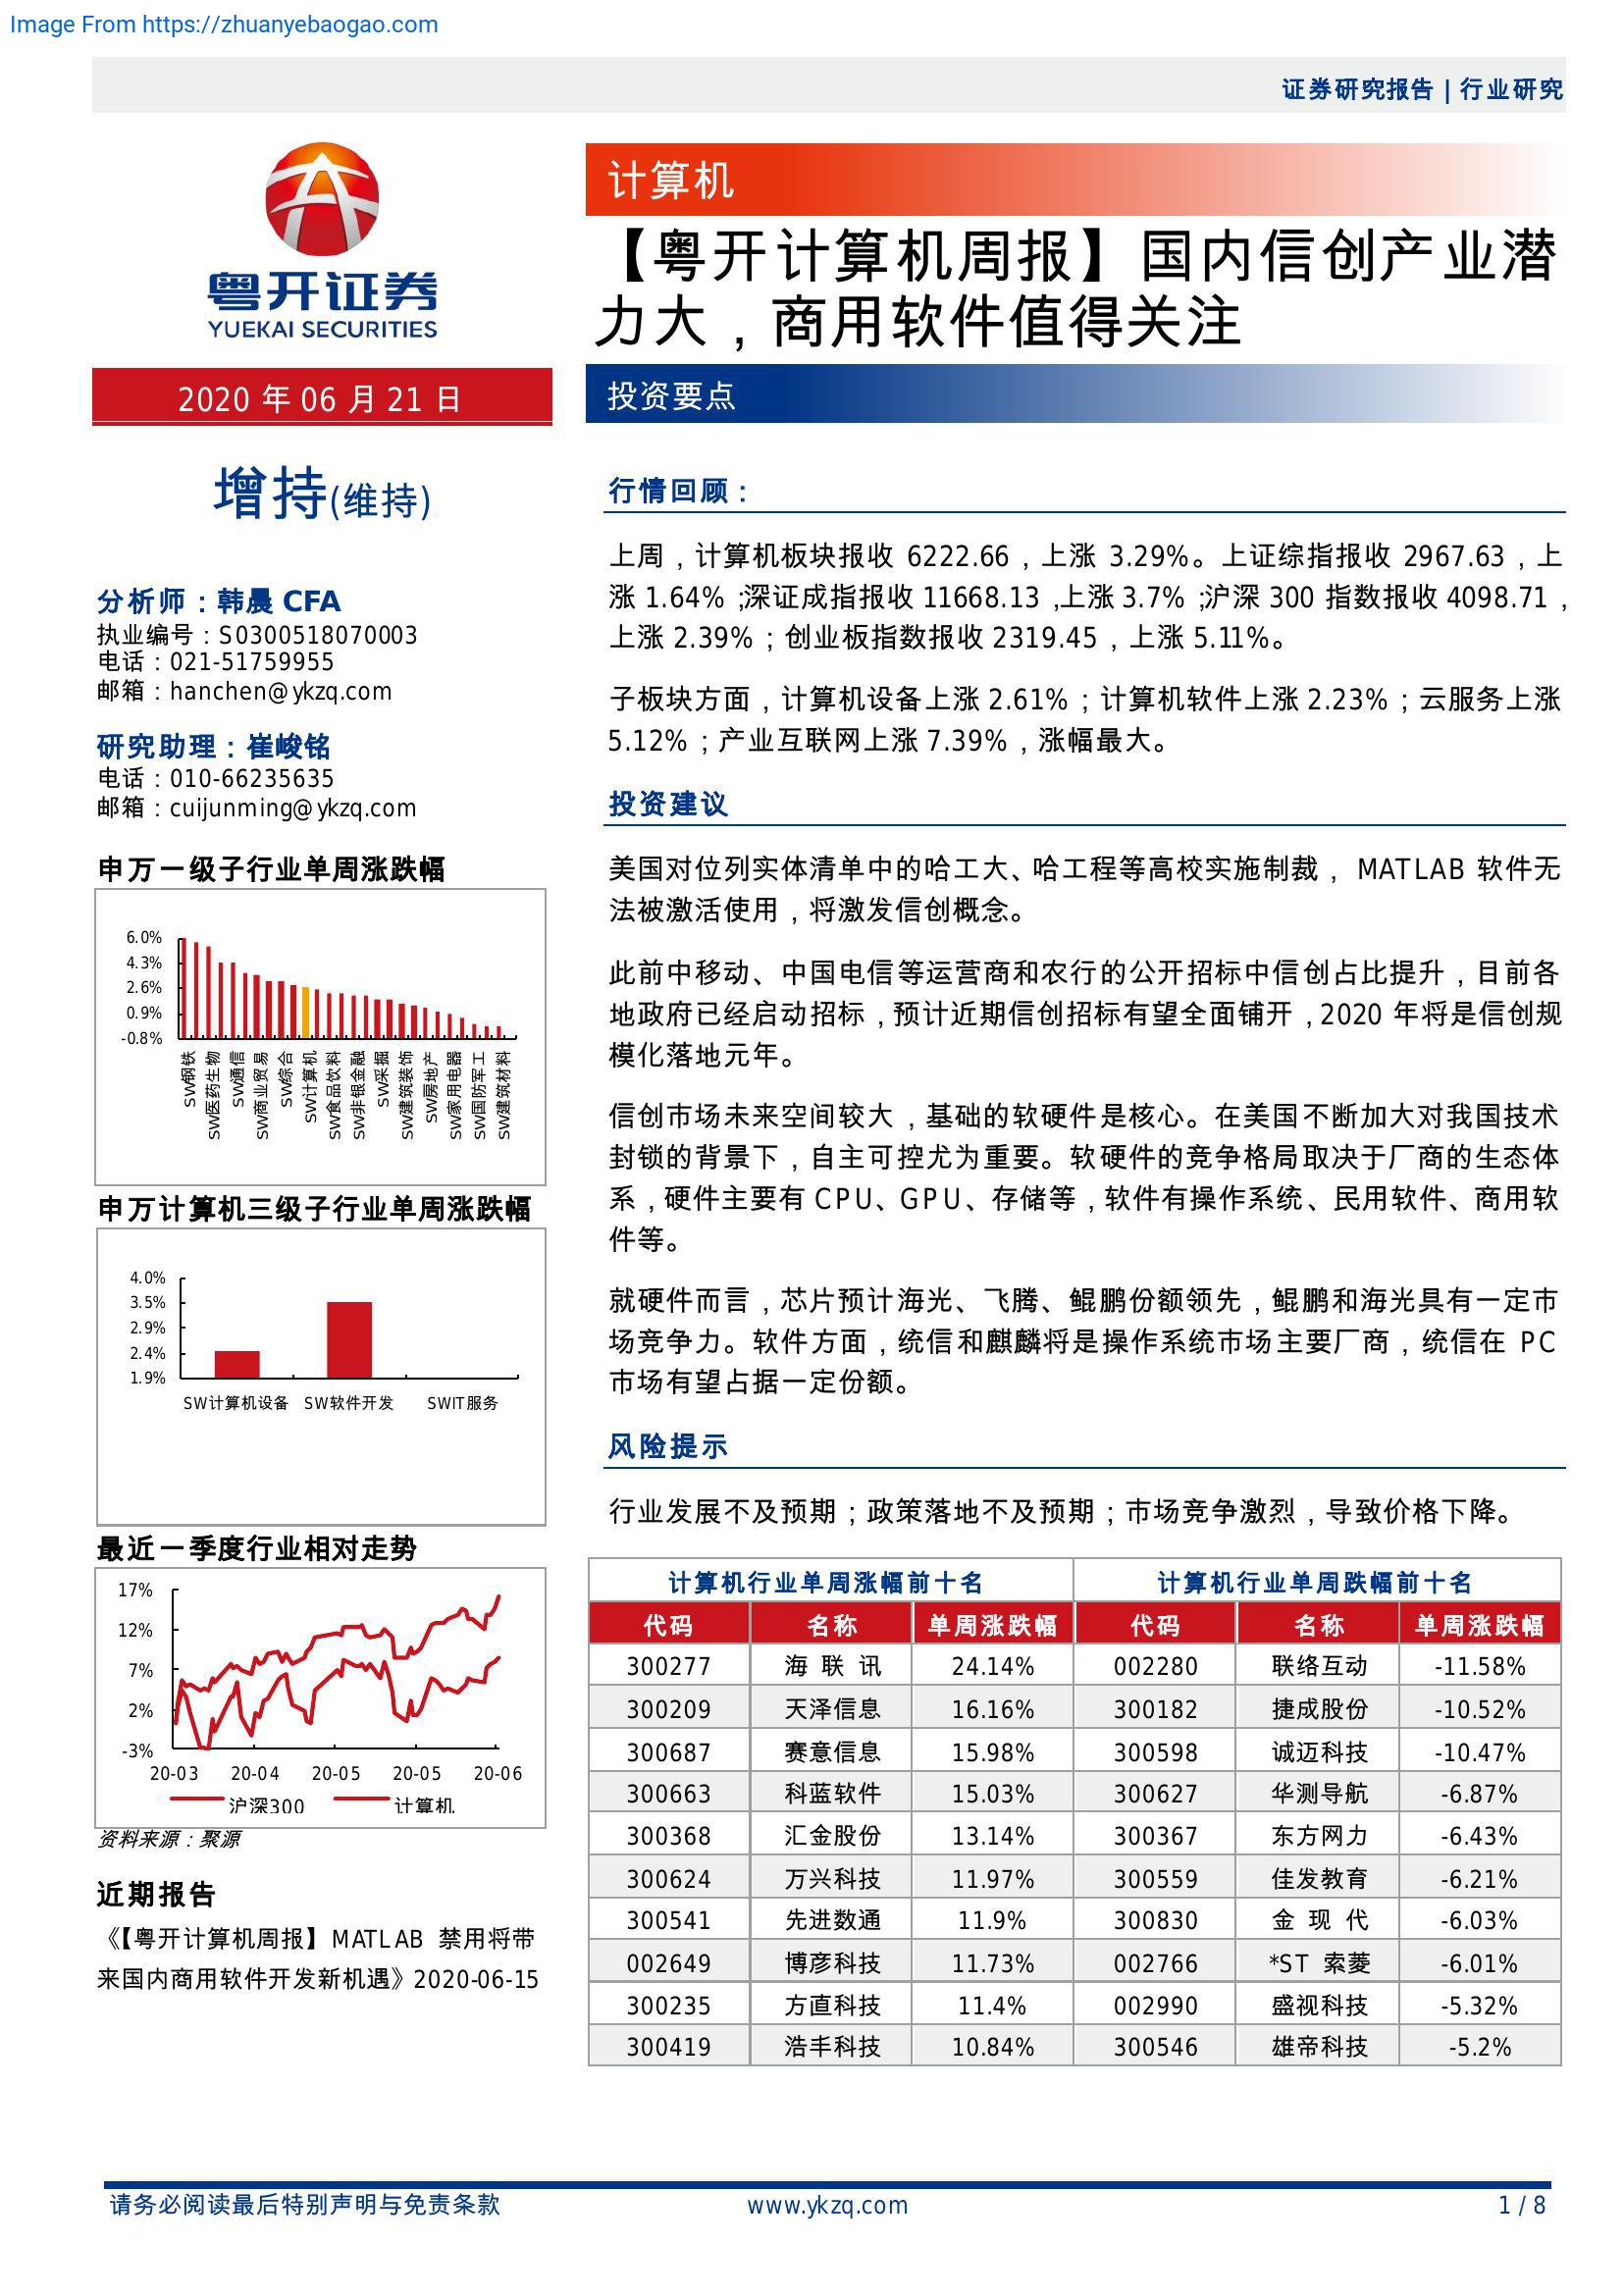 Image From https://zhuanyebaogao.com
证券研究报告 | 行业研究
粤开证券
YUEKAI SECURITIES
2020 年 06 月 21 日
增持(维持)
分析师：韩晨 CFA
执业编号：S0300518070003
电话：021-51759955
邮箱：hanchen@ykzq.com
研究助理：崔峻铭
电话：010-66235635
邮箱：cuijunming@ykzq.com
申万一级子行业单周涨跌幅
6.0%
4.3%
2.6%
0.9%
-0.8%
SW钢铁
SW医药生物
SW通信
SW商业贸易
SW综合
SW计算机
SW食品饮料
SW非银金融
SW采掘
SW建筑装饰
SW房地产
SW家用电器
SW国防军工
SW建筑材料
申万计算机三级子行业单周涨跌幅
4.0%
3.5%
2.9%
2.4%
1.9%
SW计算机设备 SW软件开发 SWIT服务
最近一季度行业相对走势
17%
12%
7%
2%
-3%
20-03 20-04 20-05 20-05 20-06
沪深300 计算机
资料来源：聚源
近期报告
《【粤开计算机周报】MATLAB 禁用将带
来国内商用软件开发新机遇》2020-06-15
计算机
【粤开计算机周报】国内信创产业潜
力大，商用软件值得关注
投资要点
行情回顾：
上周，计算机板块报收 6222.66，上涨 3.29%。上证综指报收 2967.63，上
涨 1.64%；深证成指报收 11668.13，上涨 3.7%；沪深 300 指数报收 4098.71，
上涨 2.39%；创业板指数报收 2319.45，上涨 5.11%。
子板块方面，计算机设备上涨 2.61%；计算机软件上涨 2.23%；云服务上涨
5.12%；产业互联网上涨 7.39%，涨幅最大。
投资建议
美国对位列实体清单中的哈工大、哈工程等高校实施制裁， MATLAB 软件无
法被激活使用，将激发信创概念。
此前中移动、中国电信等运营商和农行的公开招标中信创占比提升，目前各
地政府已经启动招标，预计近期信创招标有望全面铺开，2020 年将是信创规
模化落地元年。
信创市场未来空间较大，基础的软硬件是核心。在美国不断加大对我国技术
封锁的背景下，自主可控尤为重要。软硬件的竞争格局取决于厂商的生态体
系，硬件主要有 CPU、GPU、存储等，软件有操作系统、民用软件、商用软
件等。
就硬件而言，芯片预计海光、飞腾、鲲鹏份额领先，鲲鹏和海光具有一定市
场竞争力。软件方面，统信和麒麟将是操作系统市场主要厂商，统信在 PC
市场有望占据一定份额。
风险提示
行业发展不及预期；政策落地不及预期；市场竞争激烈，导致价格下降。
计算机行业单周涨幅前十名 计算机行业单周跌幅前十名
代码 名称 单周涨跌幅 代码 名称 单周涨跌幅
300277 海 联 讯 24.14% 002280 联络互动 -11.58%
300209 天泽信息 16.16% 300182 捷成股份 -10.52%
300687 赛意信息 15.98% 300598 诚迈科技 -10.47%
300663 科蓝软件 15.03% 300627 华测导航 -6.87%
300368 汇金股份 13.14% 300367 东方网力 -6.43%
300624 万兴科技 11.97% 300559 佳发教育 -6.21%
300541 先进数通 11.9% 300830 金 现 代 -6.03%
002649 博彦科技 11.73% 002766 *ST 索菱 -6.01%
300235 方直科技 11.4% 002990 盛视科技 -5.32%
300419 浩丰科技 10.84% 300546 雄帝科技 -5.2%
请务必阅读最后特别声明与免责条款 www.ykzq.com 1 / 8